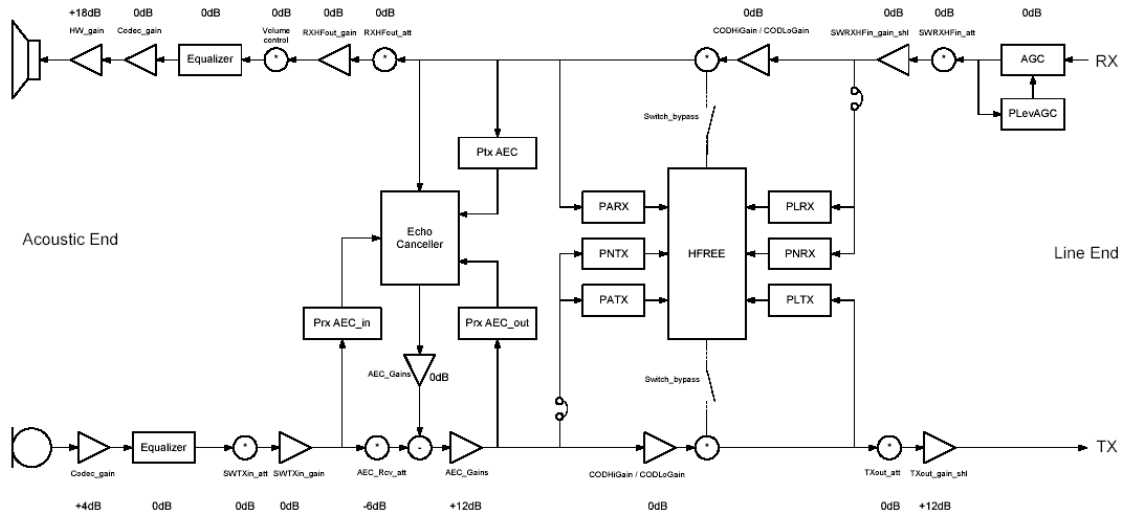 +18dB 0dB 0dB 0dB 0dB 0dB 0dB 0dB 0dB 0dB
HW_gain Codec_gain Volume control RXHFout_gain RXHFout_att CODHiGain / CODLoGain SWRXHFin_gain_shl SWRXHFin_att
Equalizer AGC RX
PLevAGC
Switch_bypass
Ptx AEC
PARX PLRX
Acoustic End Echo Canceller PNTX HFREE PNRX Line End
PATX PLTX
Prx AEC_in Prx AEC_out
AEC_Gains 0dB Switch_bypass
Equalizer TX
Codec_gain SWTXin_att SWTXin_gain AEC_Rcv_att AEC_Gains CODHiGain / CODLoGain TXout_att TXout_gain_shl
+4dB 0dB 0dB 0dB -6dB +12dB 0dB 0dB +12dB